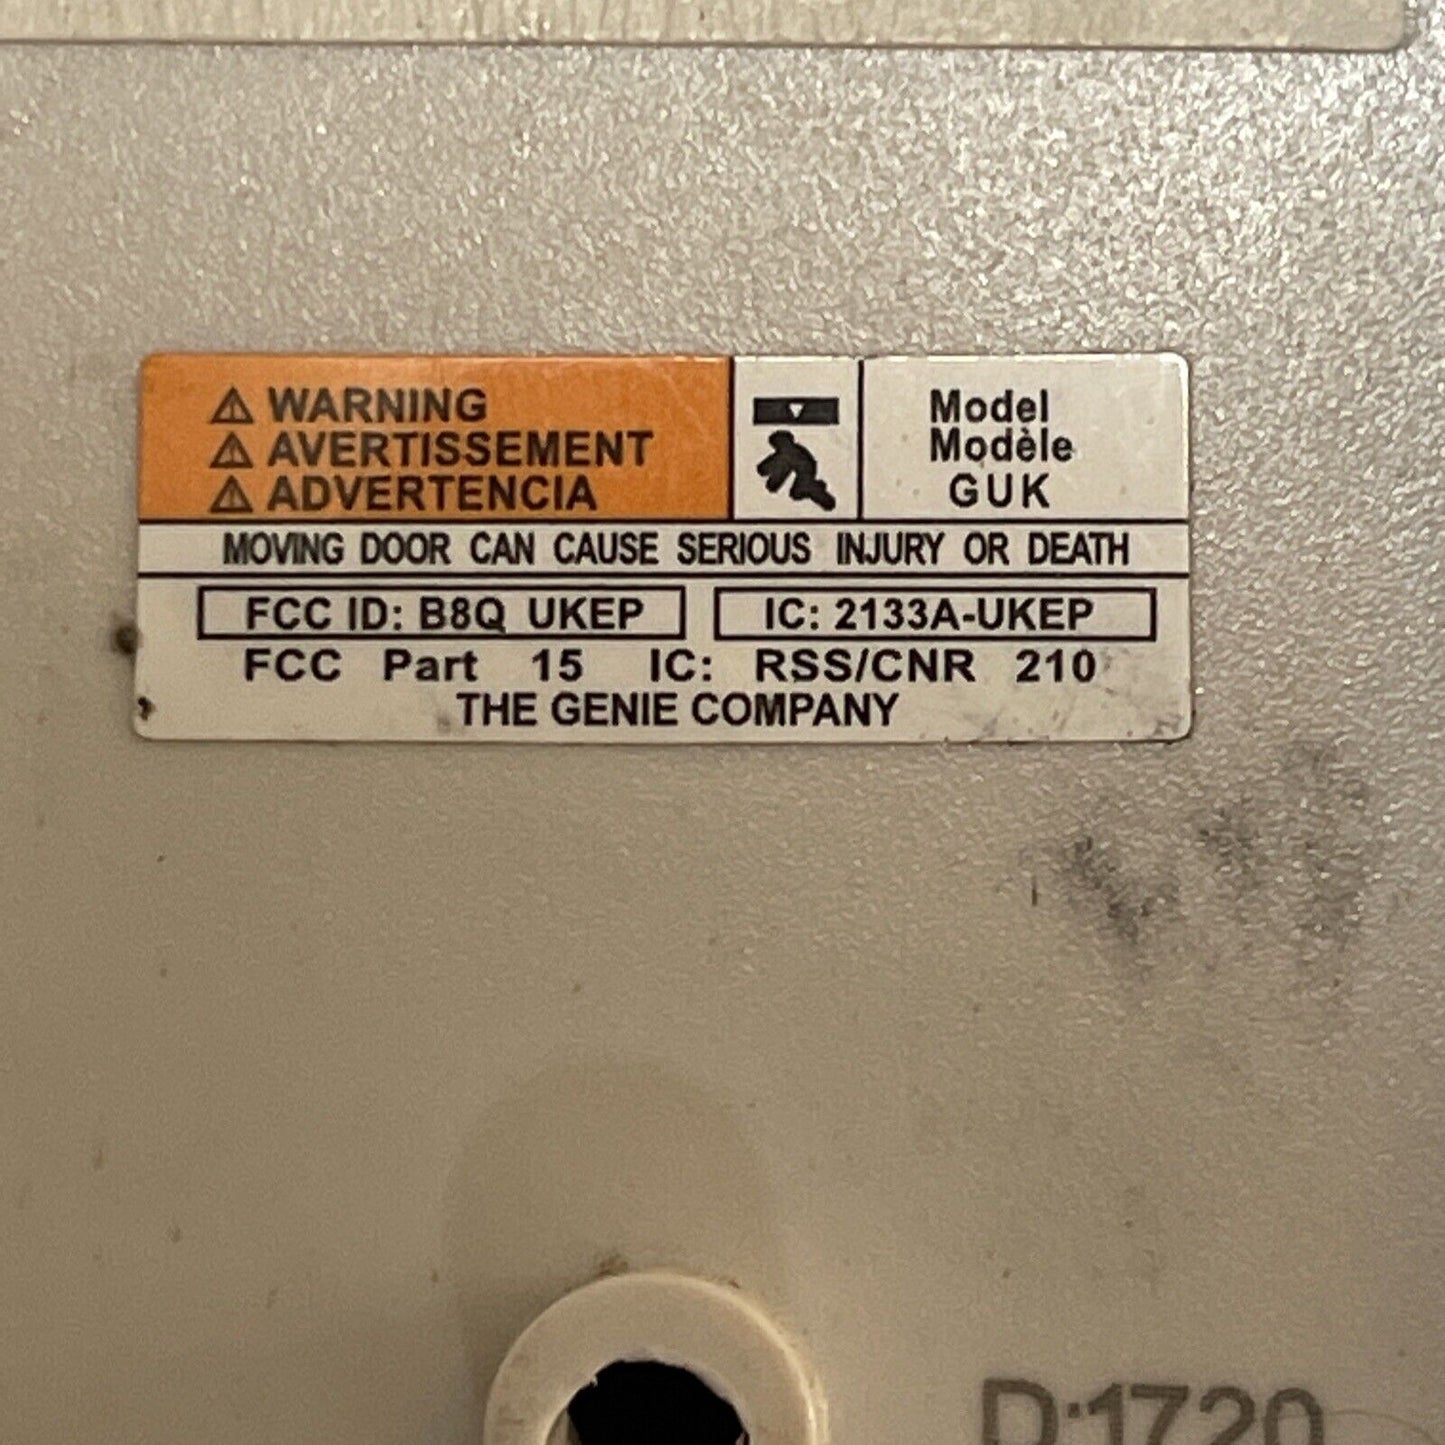 ⚠ WARNING
⚠ AVERTISSEMENT
⚠ ADVERTENCIA
Model
Modèle
GUK
MOVING DOOR CAN CAUSE SERIOUS INJURY OR DEATH
FCC ID: B8Q UKEP IC: 2133A-UKEP
FCC Part 15 IC: RSS/CNR 210
THE GENIE COMPANY
D:1720